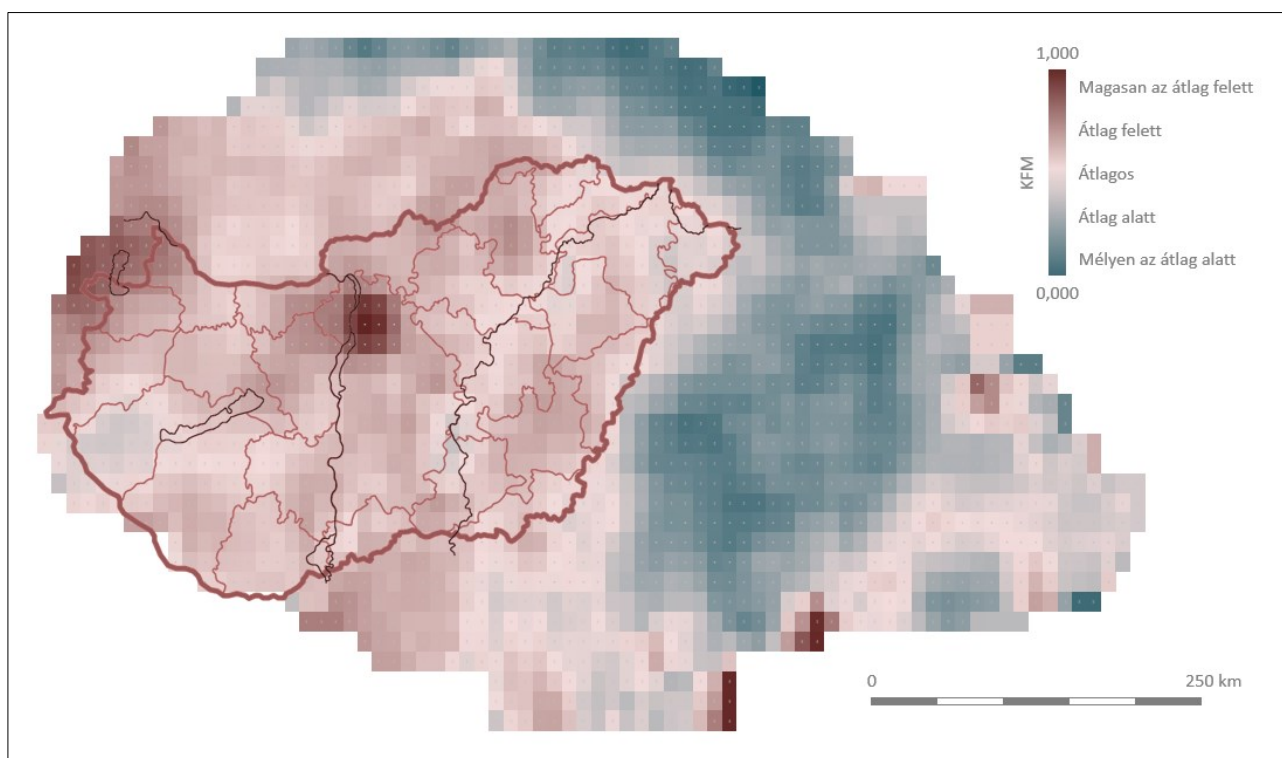 1,000
Magasan az átlag felett
Átlag felett
Átlagos
Átlag alatt
Mélyen az átlag alatt
0,000
KFM
0 250 km